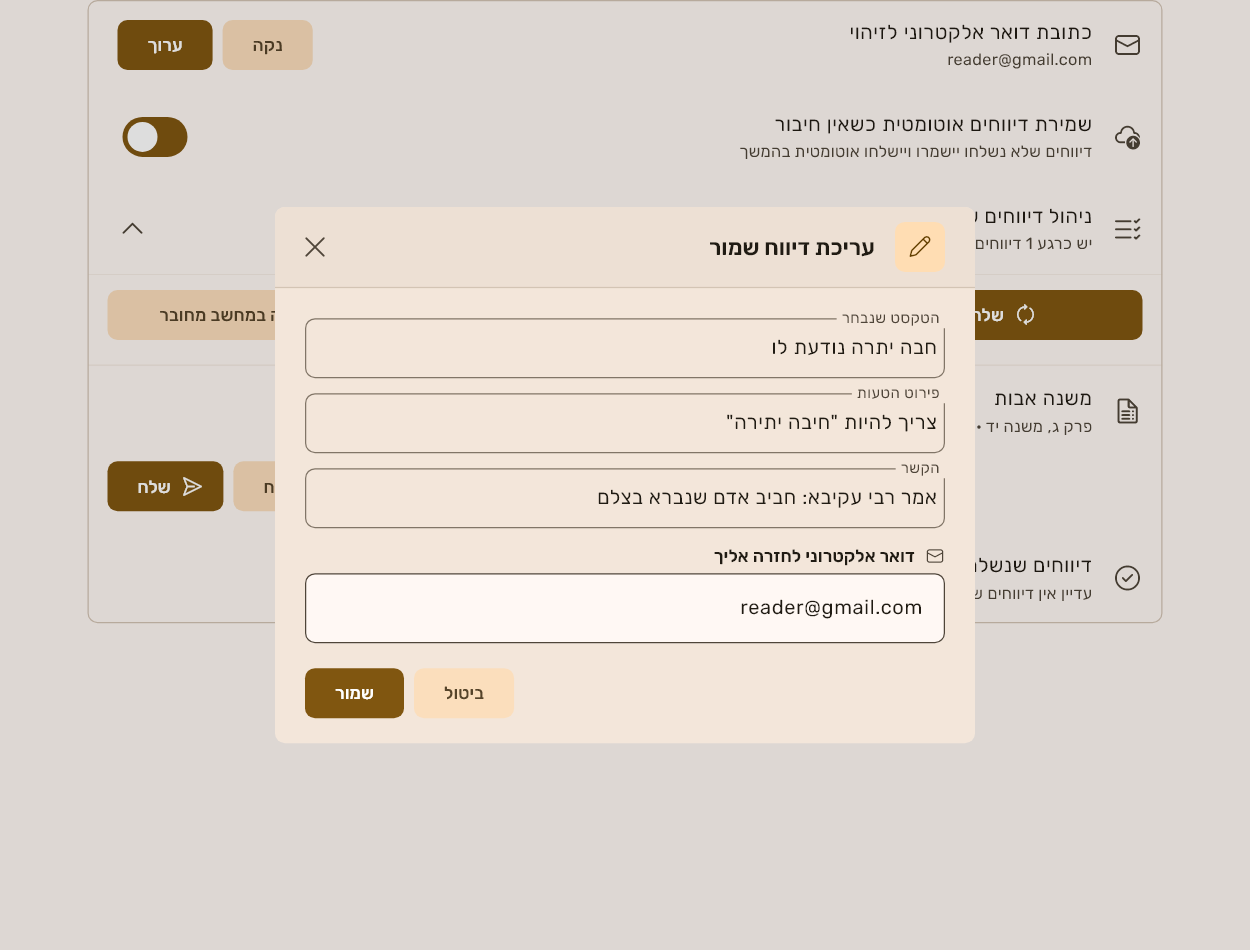 כתובת דואר אלקטרוני לזיהוי
reader@gmail.com
נקה
ערוך
שמירת דיווחים אוטומטית כשאין חיבור
דיווחים שלא נשלחו יישמרו ויישלחו אוטומטית בהמשך
ניהול דיווחים
יש כרגע 1 דיווחים
במחשב מחובר
משנה אבות
פרק ג, משנה יד •
שלח
דיווחים
עדיין אין דיווחים
עריכת דיווח שמור
הטקסט שנבחר
חבה יתרה נודעת לו
פירוט הטעות
צריך להיות "חיבה יתירה"
הקשר
אמר רבי עקיבא: חביב אדם שנברא בצלם
דואר אלקטרוני לחזרה אליך
reader@gmail.com
ביטול
שמור